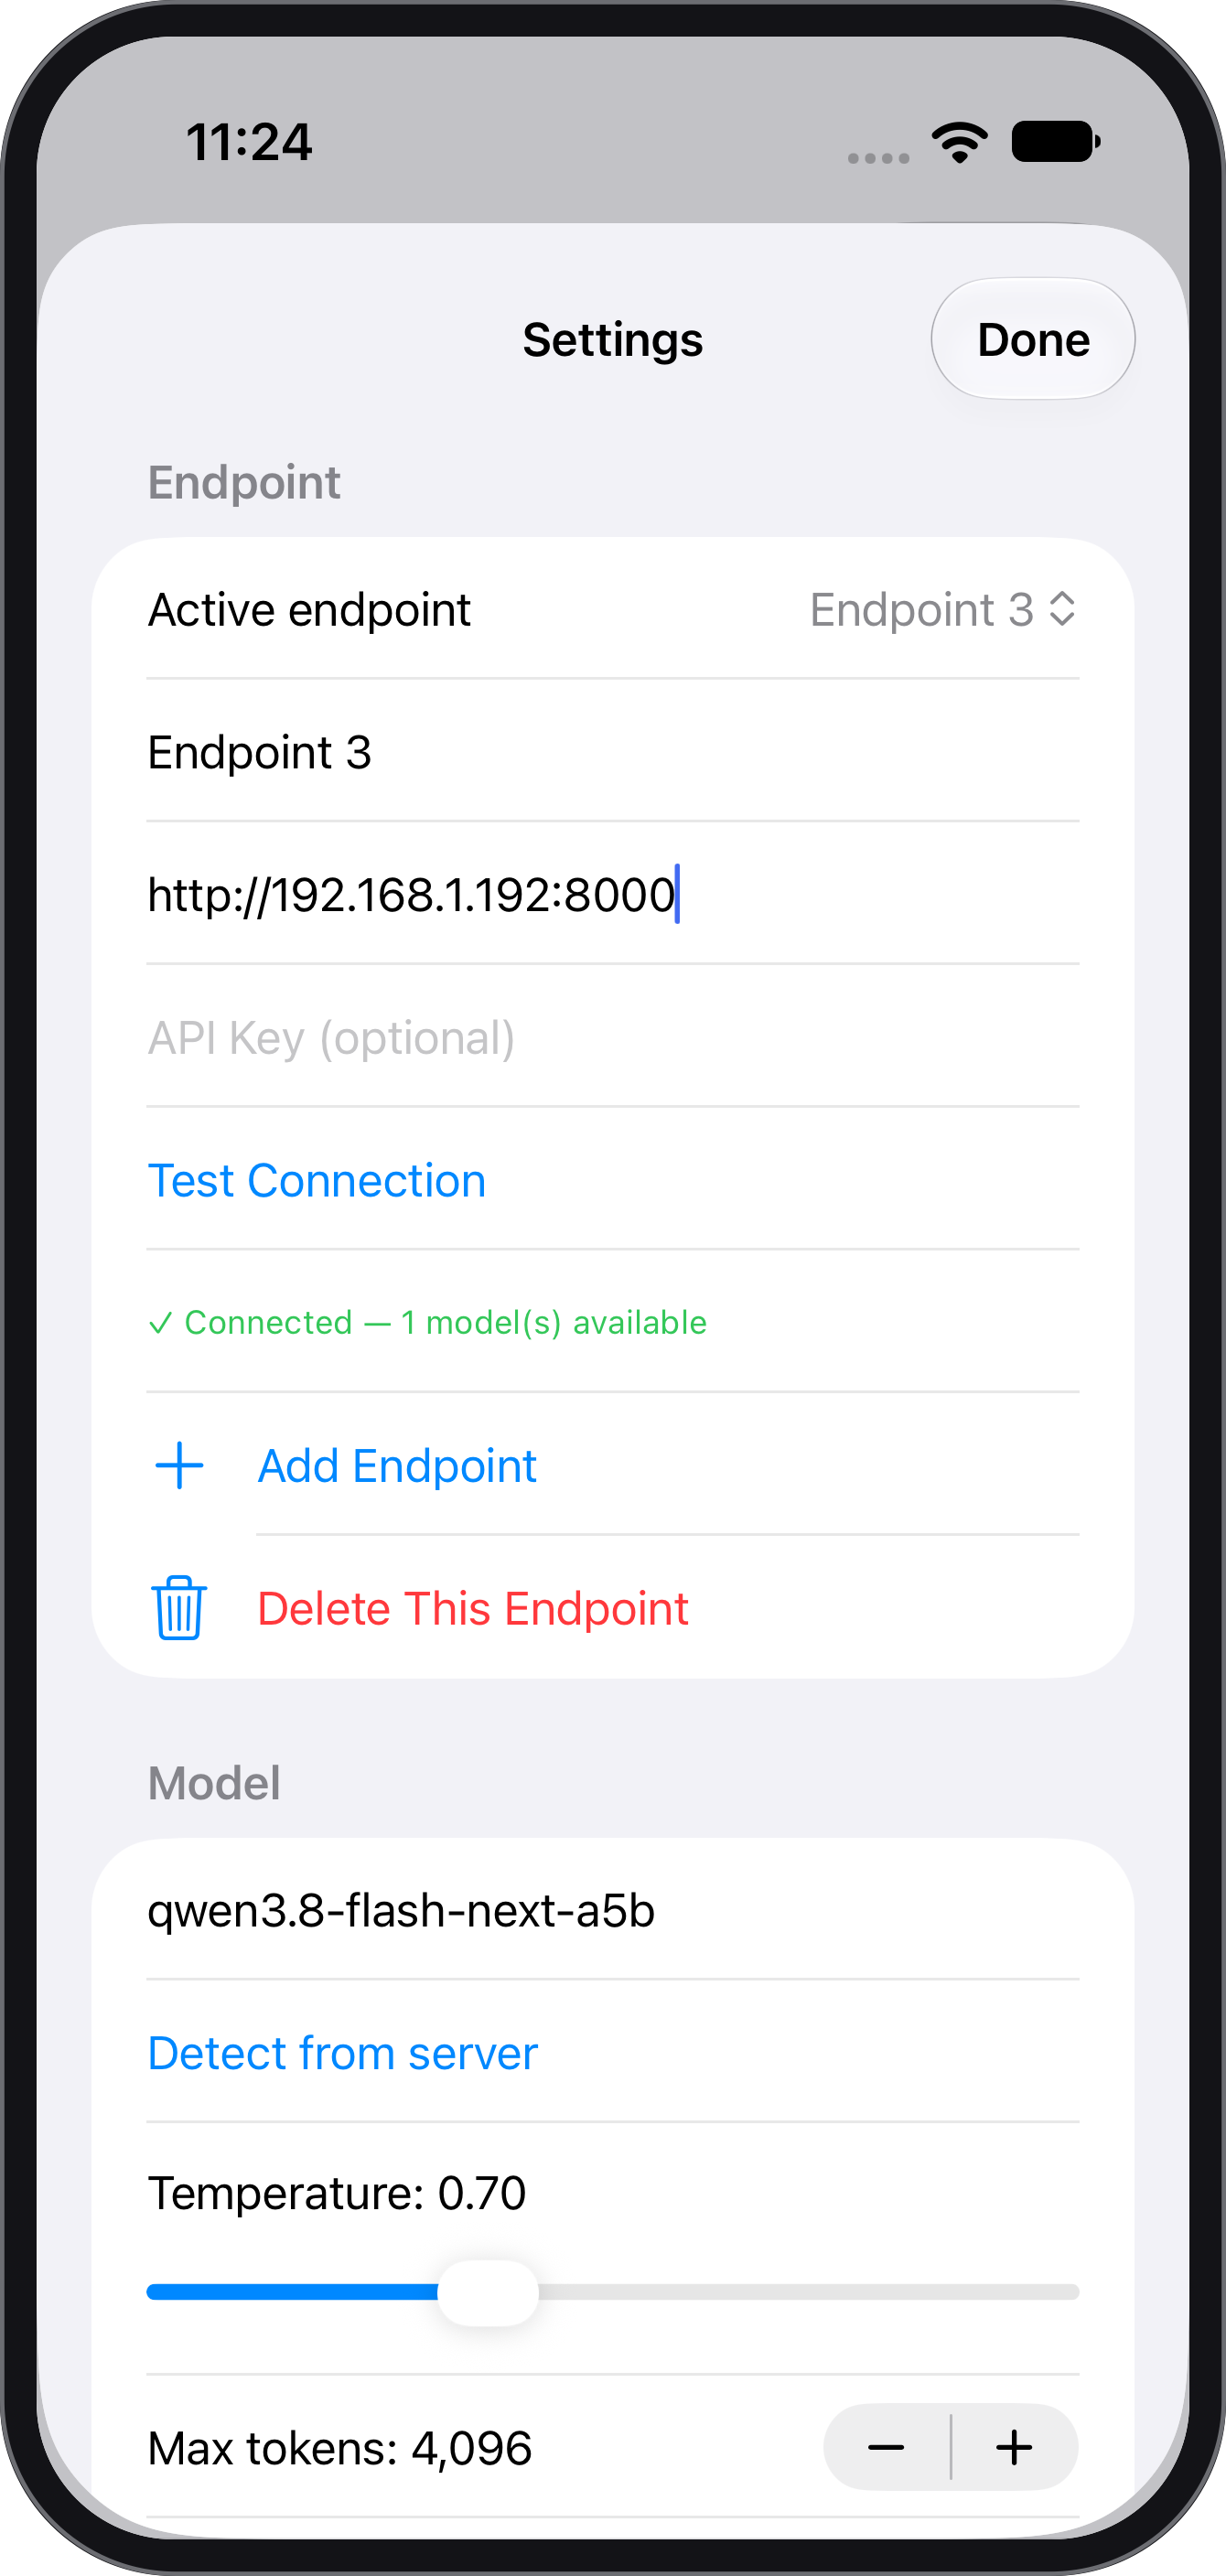 11:24
Settings
Done
Endpoint
Active endpoint Endpoint 3
Endpoint 3
http://192.168.1.192:8000
API Key (optional)
Test Connection
✓ Connected — 1 model(s) available
Add Endpoint
Delete This Endpoint
Model
qwen3.8-flash-next-a5b
Detect from server
Temperature: 0.70
Max tokens: 4,096